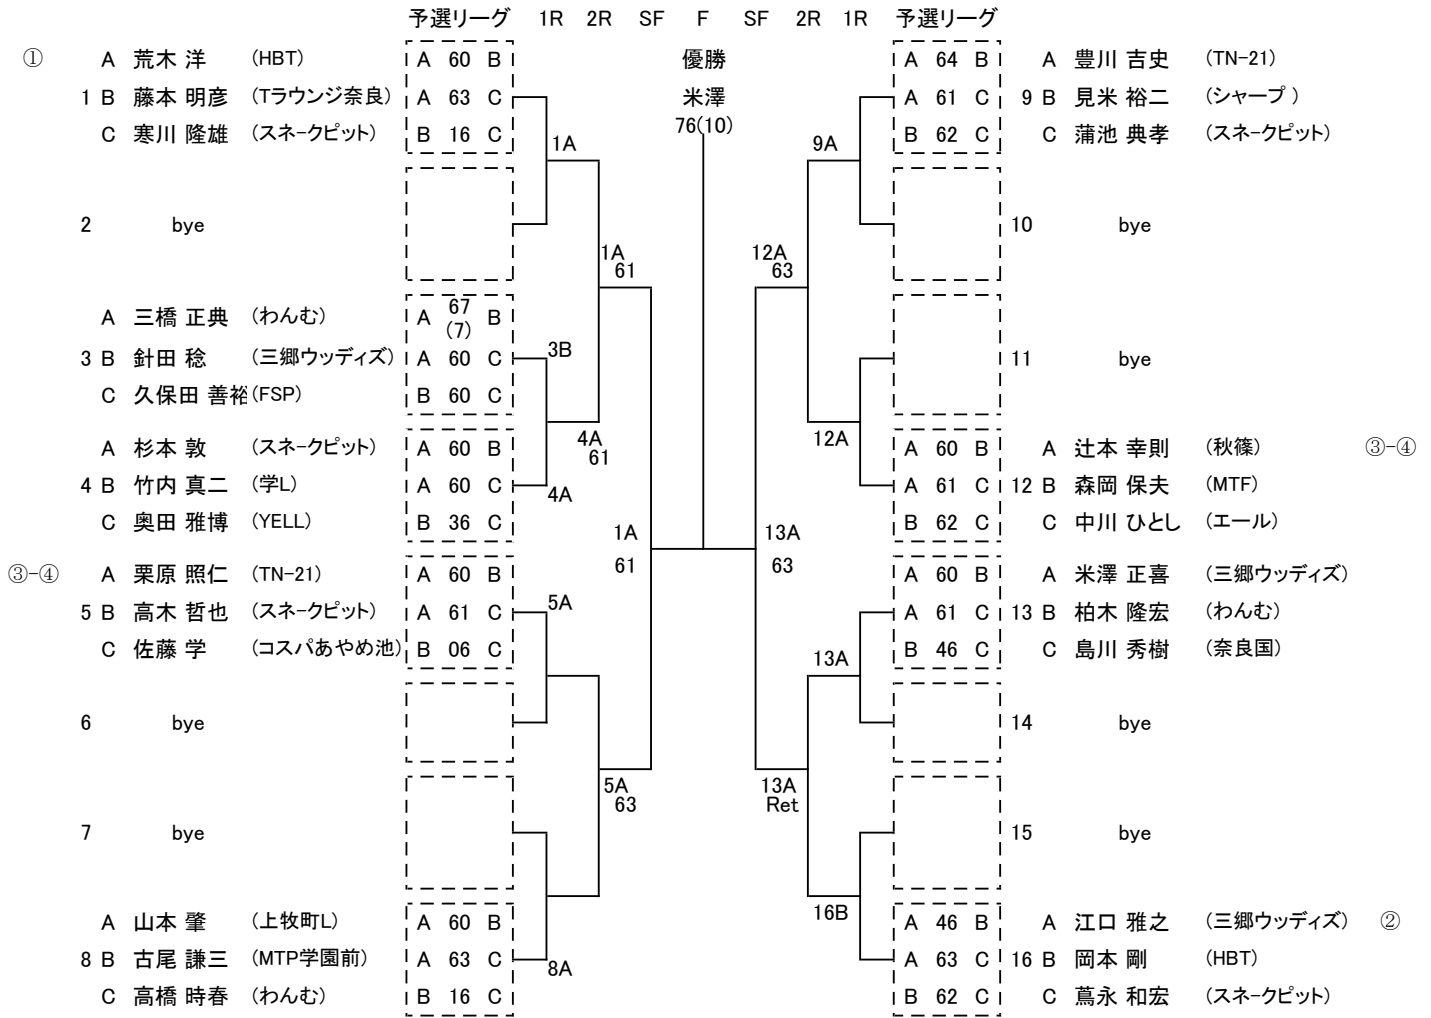 予選リーグ 1R 2R SF F SF 2R 1R 予選リーグ
① A 荒木 洋 (HBT) A 60 B 優勝 A 64 B A 豊川 吉史 (TN-21)
1 B 藤本 明彦 (Tラウンジ奈良) A 63 C 米澤 A 61 C 9 B 見米 裕二 (シャープ )
76(10)
C 寒川 隆雄 (スネークピット) B 16 C B 62 C C 蒲池 典孝 (スネークピット)
1A 9A
2 bye 10 bye
1A 12A
61 63
A 三橋 正典 (わんむ) A 67 (7) B
3 B 針田 稔 (三郷ウッディズ) A 60 C 3B 11 bye
C 久保田 善裕 (FSP) B 60 C
4A 12A
61
A 杉本 敦 (スネークピット) A 60 B A 60 B A 辻本 幸則 (秋篠) ③-④
4 B 竹内 真二 (学L) A 60 C 4A A 61 C 12 B 森岡 保夫 (MTF)
C 奥田 雅博 (YELL) B 36 C B 62 C C 中川 ひとし (エール)
1A 13A
61 63
③-④ A 栗原 照仁 (TN-21) A 60 B A 60 B A 米澤 正喜 (三郷ウッディズ)
5 B 高木 哲也 (スネークピット) A 61 C 5A A 61 C 13 B 柏木 隆宏 (わんむ)
C 佐藤 学 (コスパあやめ池) B 06 C B 46 C C 島川 秀樹 (奈良国)
13A
6 bye 14 bye
5A 13A
63 Ret
7 bye 15 bye
16B
A 山本 肇 (上牧町L) A 60 B A 46 B A 江口 雅之 (三郷ウッディズ) ②
8 B 古尾 謙三 (MTP学園前) A 63 C 8A A 63 C 16 B 岡本 剛 (HBT)
C 高橋 時春 (わんむ) B 16 C B 62 C C 蔦永 和宏 (スネークピット)